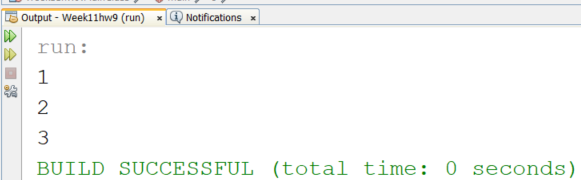 Output - Week11hw9 (run) × Notifications ×
run:
1
2
3
BUILD SUCCESSFUL (total time: 0 seconds)